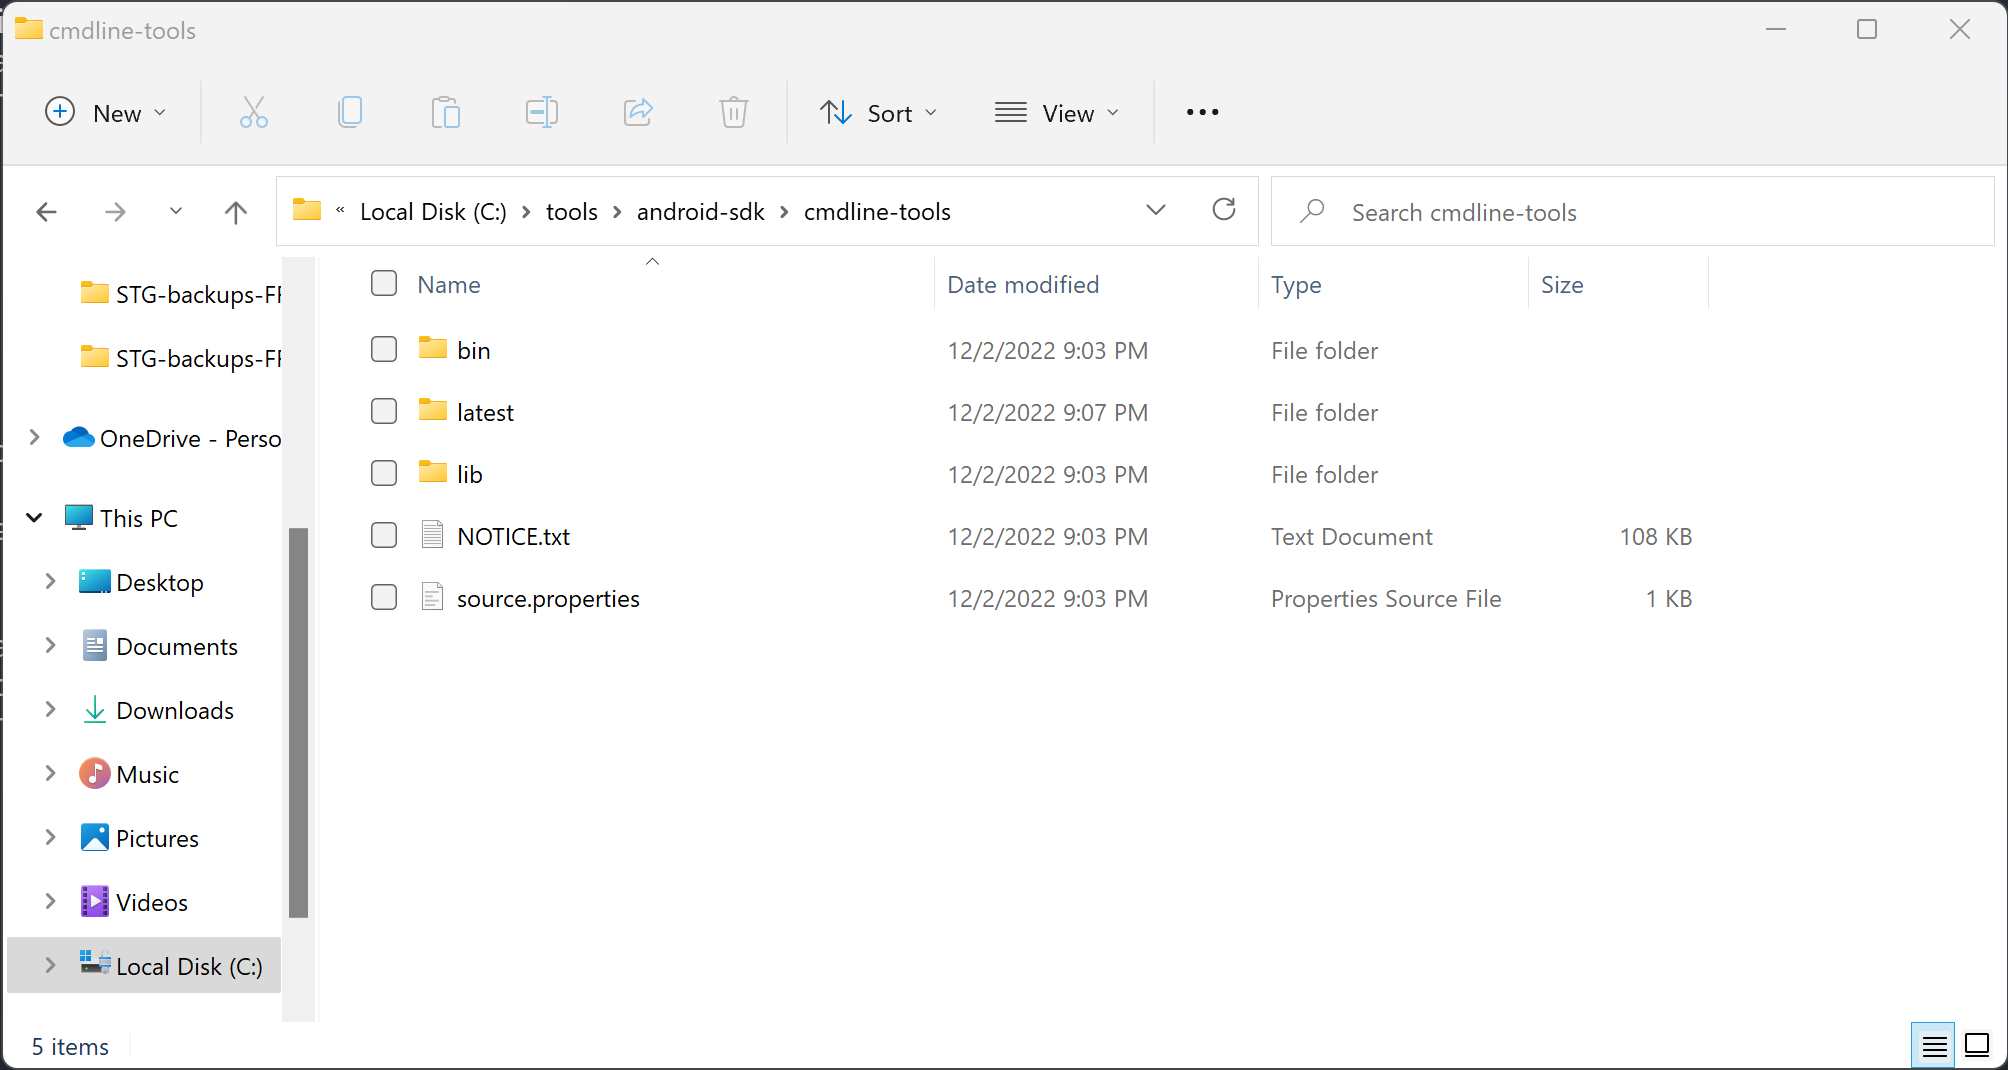 cmdline-tools
New
Sort
View
« Local Disk (C:) > tools > android-sdk > cmdline-tools
Search cmdline-tools
STG-backups-FF
STG-backups-FF
OneDrive - Perso
This PC
Desktop
Documents
Downloads
Music
Pictures
Videos
Local Disk (C:)
Name Date modified Type Size
bin 12/2/2022 9:03 PM File folder
latest 12/2/2022 9:07 PM File folder
lib 12/2/2022 9:03 PM File folder
NOTICE.txt 12/2/2022 9:03 PM Text Document 108 KB
source.properties 12/2/2022 9:03 PM Properties Source File 1 KB
5 items